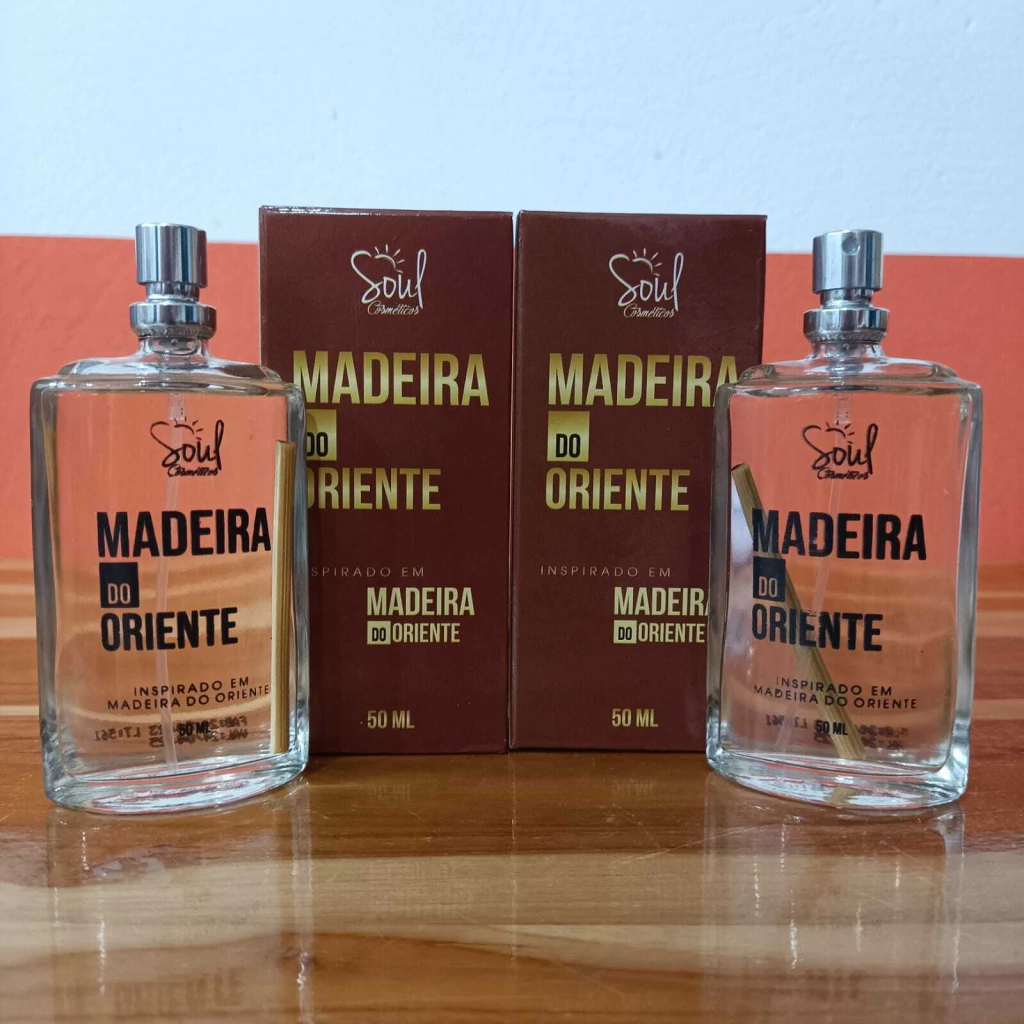 Soul
Cosméticos
MADEIRA
DO
ORIENTE
INSPIRADO EM
MADEIRA DO ORIENTE
50 ML
Soul
Cosméticos
MADEIRA
DO
ORIENTE
SPIRADO EM
MADEIRA
DO ORIENTE
50 ML
Soul
Cosméticos
MADEIRA
DO
ORIENTE
INSPIRADO EM
MADEIRA
DO ORIENTE
50 ML
Soul
Cosméticos
MADEIRA
DO
ORIENTE
INSPIRADO EM
MADEIRA DO ORIENTE
50 ML